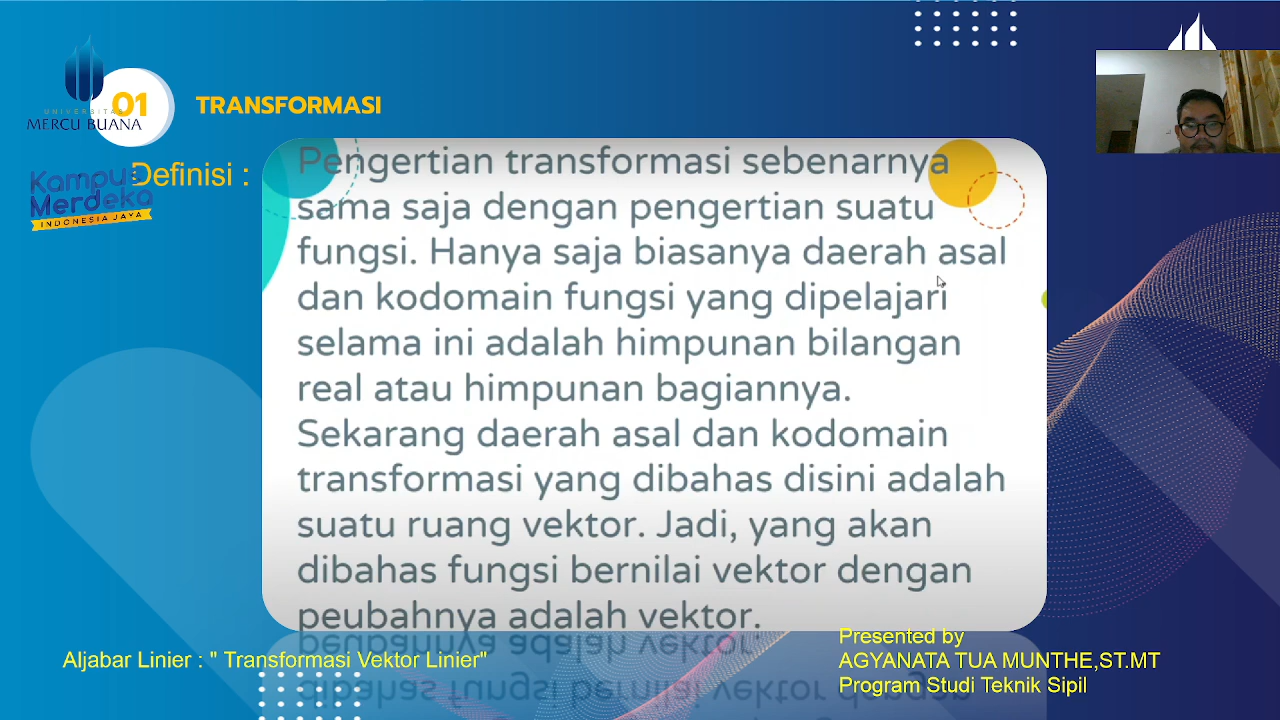 01
TRANSFORMASI
UNIVERSITAS
MERCU BUANA
Kampus
Merdeka
INDONESIA JAYA
Definisi :
Pengertian transformasi sebenarnya
sama saja dengan pengertian suatu
fungsi. Hanya saja biasanya daerah asal
dan kodomain fungsi yang dipelajari
selama ini adalah himpunan bilangan
real atau himpunan bagiannya.
Sekarang daerah asal dan kodomain
transformasi yang dibahas disini adalah
suatu ruang vektor. Jadi, yang akan
dibahas fungsi bernilai vektor dengan
peubahnya adalah vektor.
Aljabar Linier : " Transformasi Vektor Linier"
Presented by
AGYANATA TUA MUNTHE,ST.MT
Program Studi Teknik Sipil